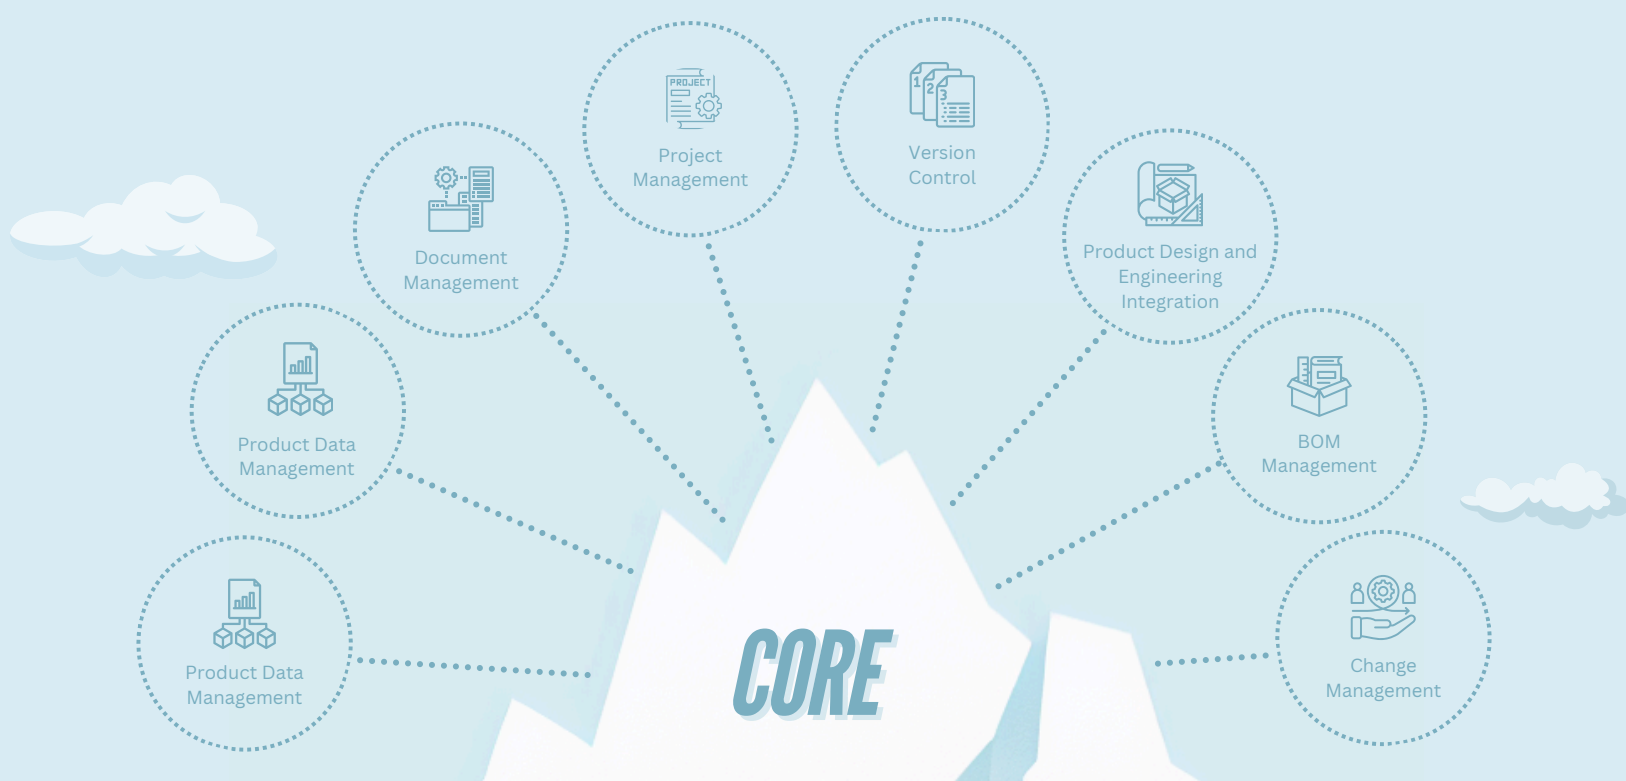 PROJECT
Project
Management
1
2
3
Version
Control
Document
Management
Product Design and
Engineering
Integration
Product Data
Management
BOM
Management
Product Data
Management
Change
Management
CORE